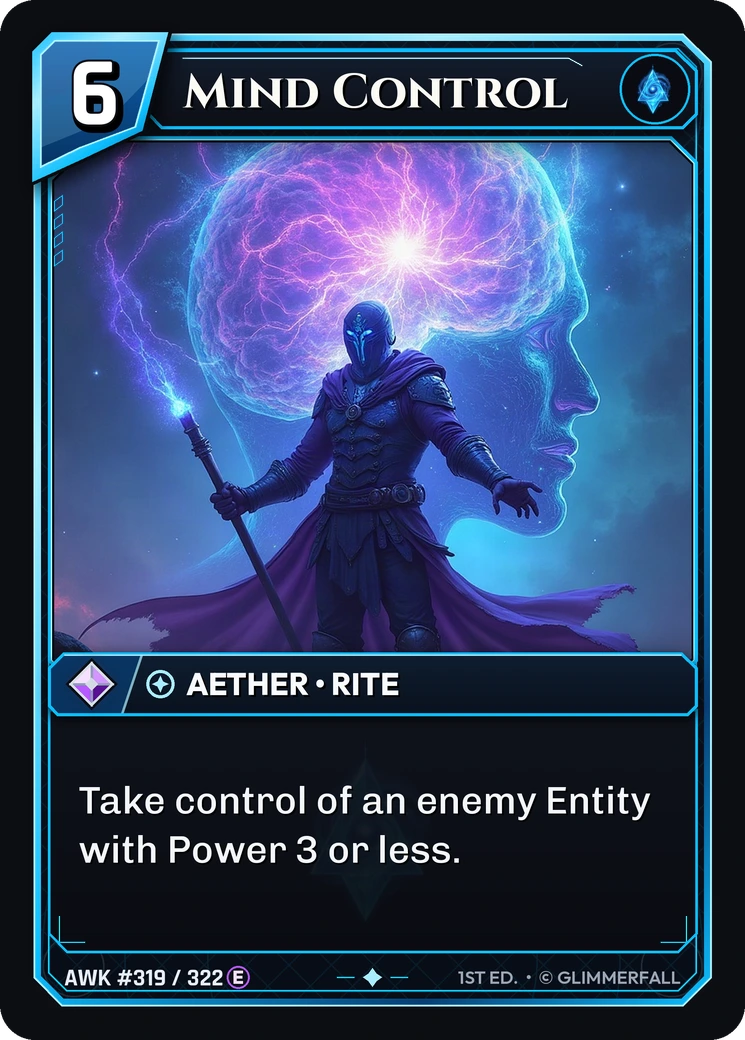 6
MIND CONTROL
AETHER • RITE
Take control of an enemy Entity
with Power 3 or less.
AWK #319 / 322 E
1ST ED. • © GLIMMERFALL